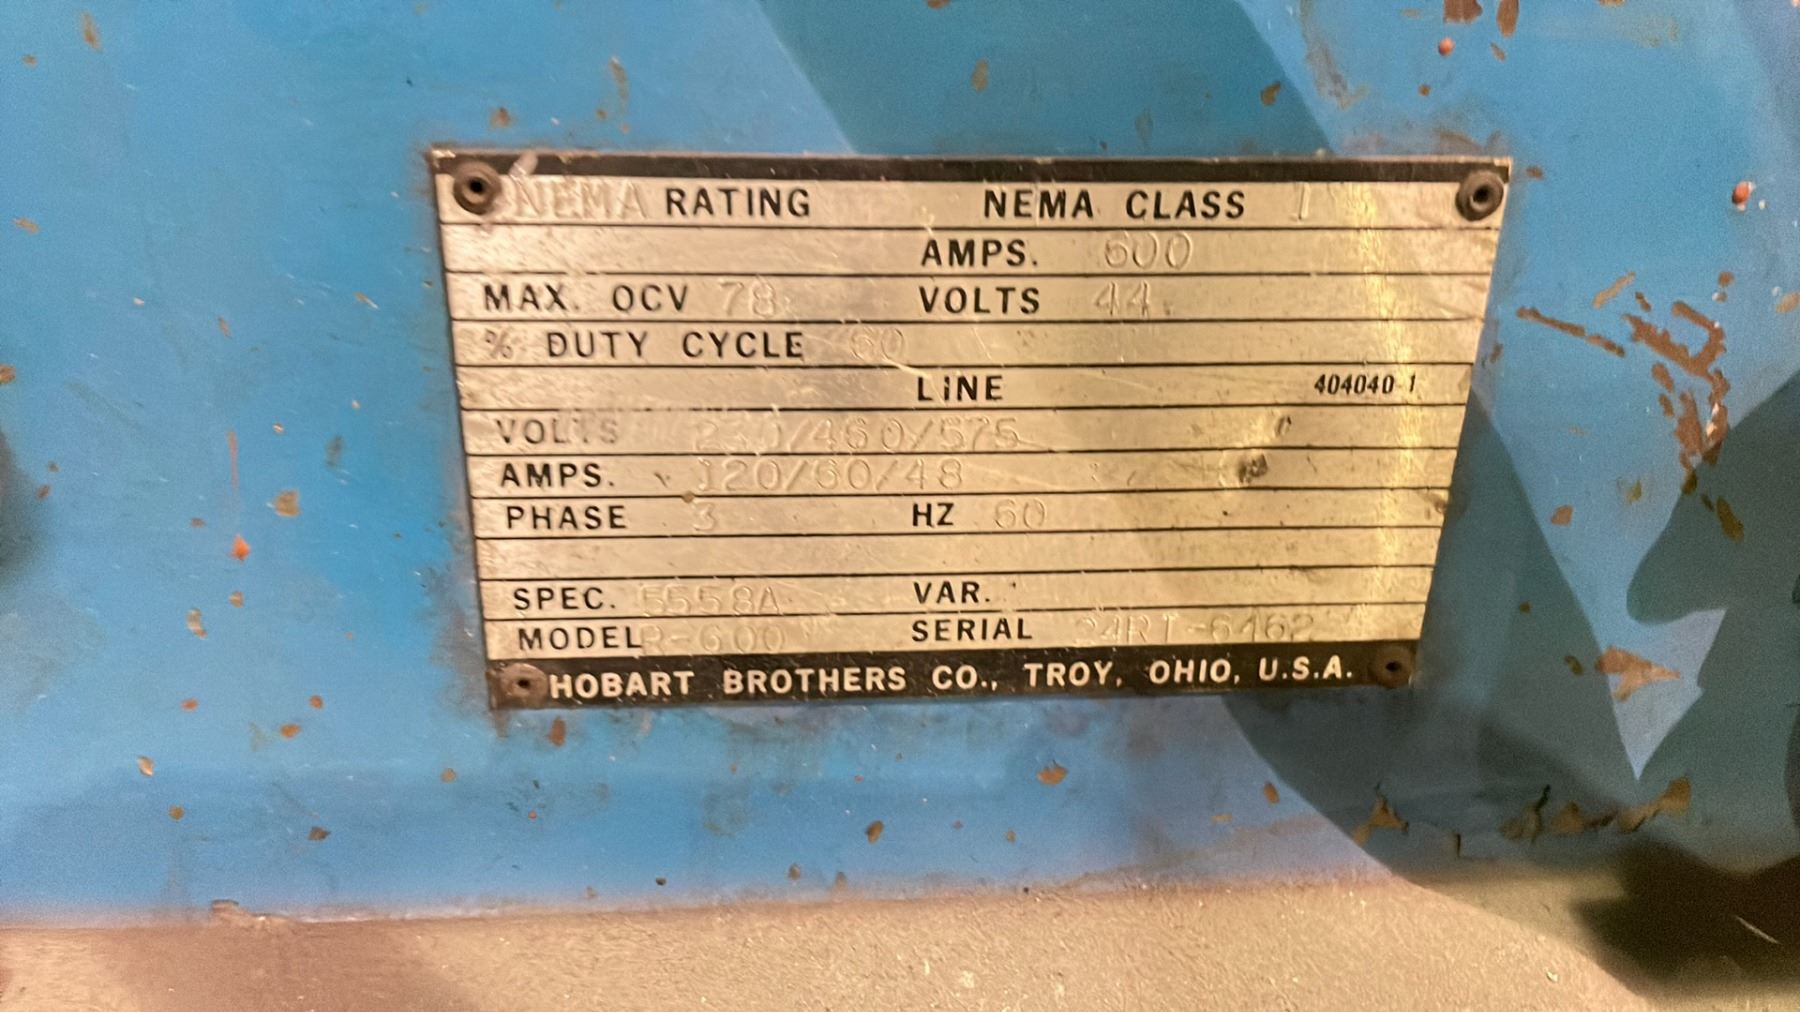 NEMA RATING NEMA CLASS I
AMPS. 600
MAX. OCV 78 VOLTS 44
% DUTY CYCLE 60
LINE 404040-1
VOLTS 230/460/575
AMPS. 120/60/48
PHASE 3 HZ 60
SPEC. 5558A VAR.
MODEL R-600 SERIAL 24RT-6462
HOBART BROTHERS CO., TROY, OHIO, U.S.A.